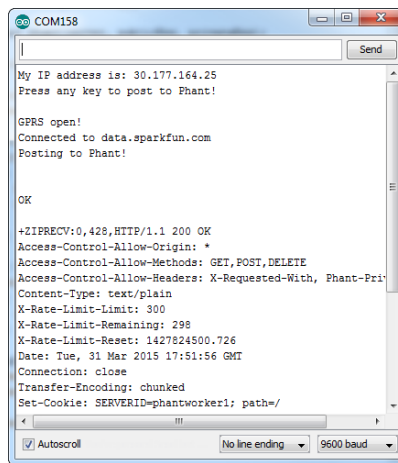 COM158
Send
My IP address is: 30.177.164.25
Press any key to post to Phant!
GPRS open!
Connected to data.sparkfun.com
Posting to Phant!
OK
+ZIPRECV:0,428,HTTP/1.1 200 OK
Access-Control-Allow-Origin: *
Access-Control-Allow-Methods: GET,POST,DELETE
Access-Control-Allow-Headers: X-Requested-With, Phant-Pri
Content-Type: text/plain
X-Rate-Limit-Limit: 300
X-Rate-Limit-Remaining: 298
X-Rate-Limit-Reset: 1427824500.726
Date: Tue, 31 Mar 2015 17:51:56 GMT
Connection: close
Transfer-Encoding: chunked
Set-Cookie: SERVERID=phantworker1; path=/
Autoscroll No line ending 9600 baud